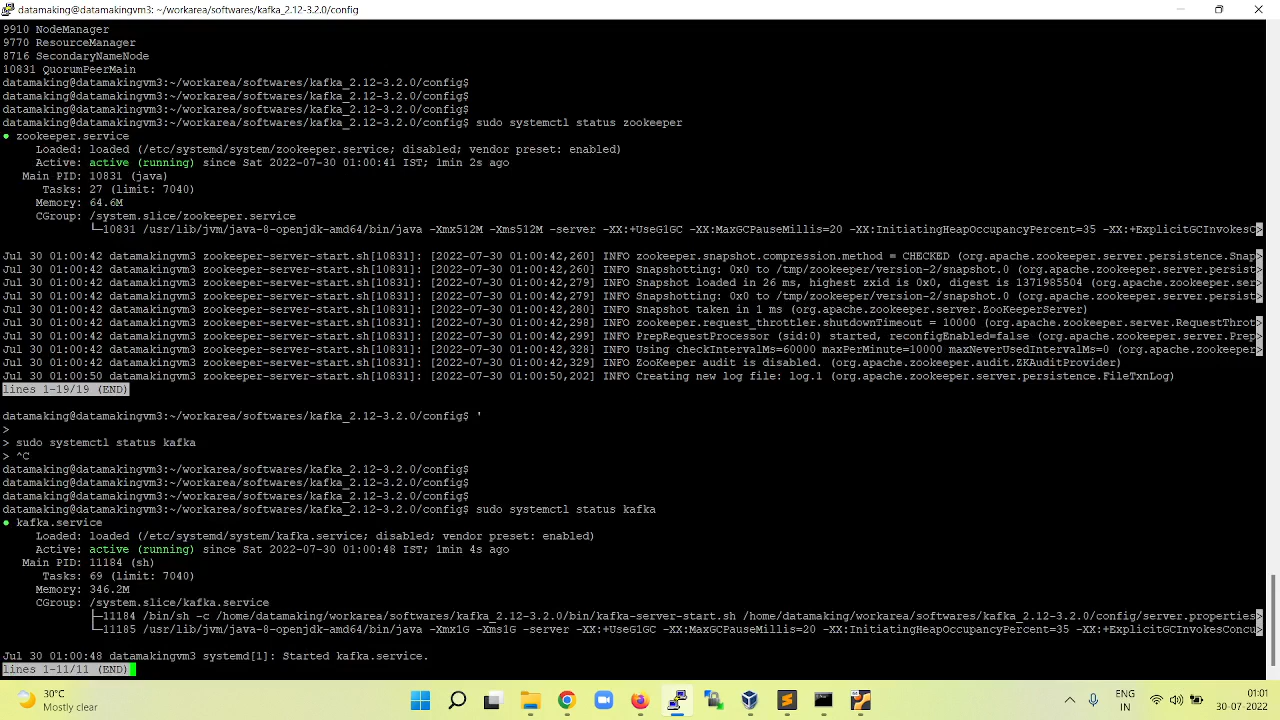 datamaking@datamakingvm3: ~/workarea/softwares/kafka_2.12-3.2.0/config
9910 NodeManager
9770 ResourceManager
8716 SecondaryNameNode
10831 QuorumPeerMain
datamaking@datamakingvm3:~/workarea/softwares/kafka_2.12-3.2.0/config$
datamaking@datamakingvm3:~/workarea/softwares/kafka_2.12-3.2.0/config$
datamaking@datamakingvm3:~/workarea/softwares/kafka_2.12-3.2.0/config$
datamaking@datamakingvm3:~/workarea/softwares/kafka_2.12-3.2.0/config$ sudo systemctl status zookeeper
● zookeeper.service
Loaded: loaded (/etc/systemd/system/zookeeper.service; disabled; vendor preset: enabled)
Active: active (running) since Sat 2022-07-30 01:00:41 IST; 1min 2s ago
Main PID: 10831 (java)
Tasks: 27 (limit: 7040)
Memory: 64.6M
CGroup: /system.slice/zookeeper.service
└─10831 /usr/lib/jvm/java-8-openjdk-amd64/bin/java -Xmx512M -Xms512M -server -XX:+UseG1GC -XX:MaxGCPauseMillis=20 -XX:InitiatingHeapOccupancyPercent=35 -XX:+ExplicitGCInvokesC>
Jul 30 01:00:42 datamakingvm3 zookeeper-server-start.sh[10831]: [2022-07-30 01:00:42,260] INFO zookeeper.snapshot.compression.method = CHECKED (org.apache.zookeeper.server.persistence.Snap>
Jul 30 01:00:42 datamakingvm3 zookeeper-server-start.sh[10831]: [2022-07-30 01:00:42,260] INFO Snapshotting: 0x0 to /tmp/zookeeper/version-2/snapshot.0 (org.apache.zookeeper.server.persist>
Jul 30 01:00:42 datamakingvm3 zookeeper-server-start.sh[10831]: [2022-07-30 01:00:42,279] INFO Snapshot loaded in 26 ms, highest zxid is 0x0, digest is 1371985504 (org.apache.zookeeper.ser>
Jul 30 01:00:42 datamakingvm3 zookeeper-server-start.sh[10831]: [2022-07-30 01:00:42,279] INFO Snapshotting: 0x0 to /tmp/zookeeper/version-2/snapshot.0 (org.apache.zookeeper.server.persist>
Jul 30 01:00:42 datamakingvm3 zookeeper-server-start.sh[10831]: [2022-07-30 01:00:42,280] INFO Snapshot taken in 1 ms (org.apache.zookeeper.server.ZooKeeperServer)
Jul 30 01:00:42 datamakingvm3 zookeeper-server-start.sh[10831]: [2022-07-30 01:00:42,298] INFO zookeeper.request_throttler.shutdownTimeout = 10000 (org.apache.zookeeper.server.RequestThrot>
Jul 30 01:00:42 datamakingvm3 zookeeper-server-start.sh[10831]: [2022-07-30 01:00:42,299] INFO PrepRequestProcessor (sid:0) started, reconfigEnabled=false (org.apache.zookeeper.server.Prep>
Jul 30 01:00:42 datamakingvm3 zookeeper-server-start.sh[10831]: [2022-07-30 01:00:42,328] INFO Using checkIntervalMs=60000 maxPerMinute=10000 maxNeverUsedIntervalMs=0 (org.apache.zookeeper>
Jul 30 01:00:42 datamakingvm3 zookeeper-server-start.sh[10831]: [2022-07-30 01:00:42,329] INFO ZooKeeper audit is disabled. (org.apache.zookeeper.audit.ZKAuditProvider)
Jul 30 01:00:50 datamakingvm3 zookeeper-server-start.sh[10831]: [2022-07-30 01:00:50,202] INFO Creating new log file: log.1 (org.apache.zookeeper.server.persistence.FileTxnLog)
lines 1-19/19 (END)
datamaking@datamakingvm3:~/workarea/softwares/kafka_2.12-3.2.0/config$ '
>
> sudo systemctl status kafka
> ^C
datamaking@datamakingvm3:~/workarea/softwares/kafka_2.12-3.2.0/config$
datamaking@datamakingvm3:~/workarea/softwares/kafka_2.12-3.2.0/config$
datamaking@datamakingvm3:~/workarea/softwares/kafka_2.12-3.2.0/config$
datamaking@datamakingvm3:~/workarea/softwares/kafka_2.12-3.2.0/config$ sudo systemctl status kafka
● kafka.service
Loaded: loaded (/etc/systemd/system/kafka.service; disabled; vendor preset: enabled)
Active: active (running) since Sat 2022-07-30 01:00:48 IST; 1min 4s ago
Main PID: 11184 (sh)
Tasks: 69 (limit: 7040)
Memory: 346.2M
CGroup: /system.slice/kafka.service
├─11184 /bin/sh -c /home/datamaking/workarea/softwares/kafka_2.12-3.2.0/bin/kafka-server-start.sh /home/datamaking/workarea/softwares/kafka_2.12-3.2.0/config/server.properties>
└─11185 /usr/lib/jvm/java-8-openjdk-amd64/bin/java -Xmx1G -Xms1G -server -XX:+UseG1GC -XX:MaxGCPauseMillis=20 -XX:InitiatingHeapOccupancyPercent=35 -XX:+ExplicitGCInvokesConcu>
Jul 30 01:00:48 datamakingvm3 systemd[1]: Started kafka.service.
lines 1-11/11 (END)
30°C
Mostly clear
ENG
IN
01:01
30-07-2022